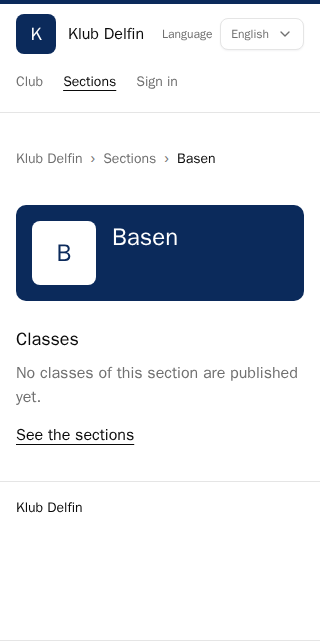 K
Klub Delfin
Language
English
Club
Sections
Sign in
Klub Delfin › Sections › Basen
B
Basen
Classes
No classes of this section are published
yet.
See the sections
Klub Delfin